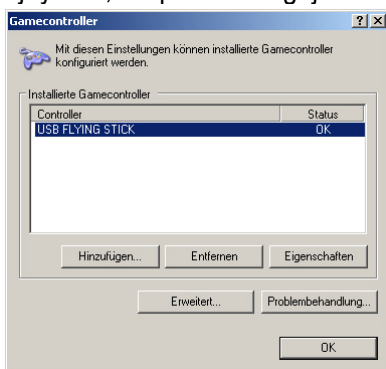 Gamecontroller
Mit diesen Einstellungen können installierte Gamecontroller
konfiguriert werden.
Installierte Gamecontroller
Controller Status
USB FLYING STICK OK
Hinzufügen... Entfernen Eigenschaften
Erweitert... Problembehandlung...
OK